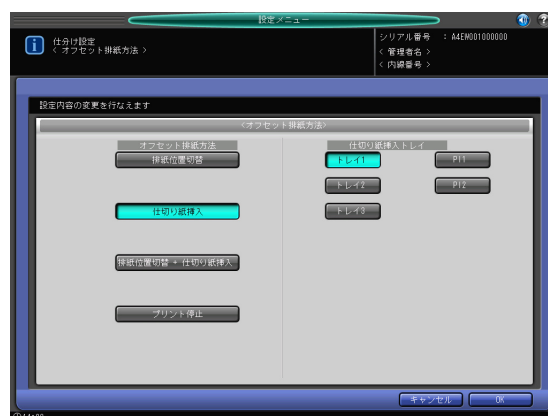 設定メニュー
?
仕分け設定
< オフセット排紙方法 >
シリアル番号 : A4EW001000000
< 管理者名 >
< 内線番号 >
設定内容の変更を行なえます
<オフセット排紙方法>
オフセット排紙方法
仕切り紙挿入トレイ
排紙位置切替
トレイ1
PI1
仕切り紙挿入
トレイ2
PI2
トレイ3
排紙位置切替 + 仕切り紙挿入
プリント停止
キャンセル
OK